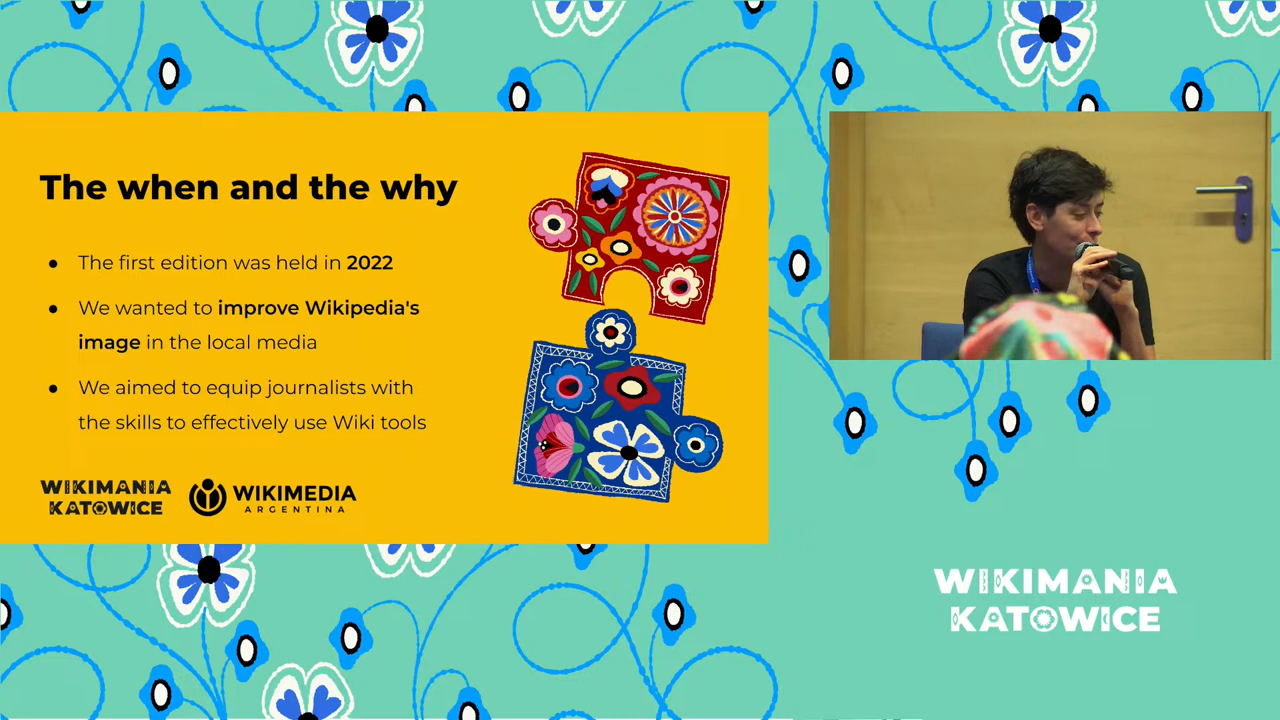 The when and the why
● The first edition was held in 2022
● We wanted to improve Wikipedia's
image in the local media
● We aimed to equip journalists with
the skills to effectively use Wiki tools
WIKIMANIA
KATOWICE
WIKIMEDIA
ARGENTINA
WIKIMANIA
KATOWICE